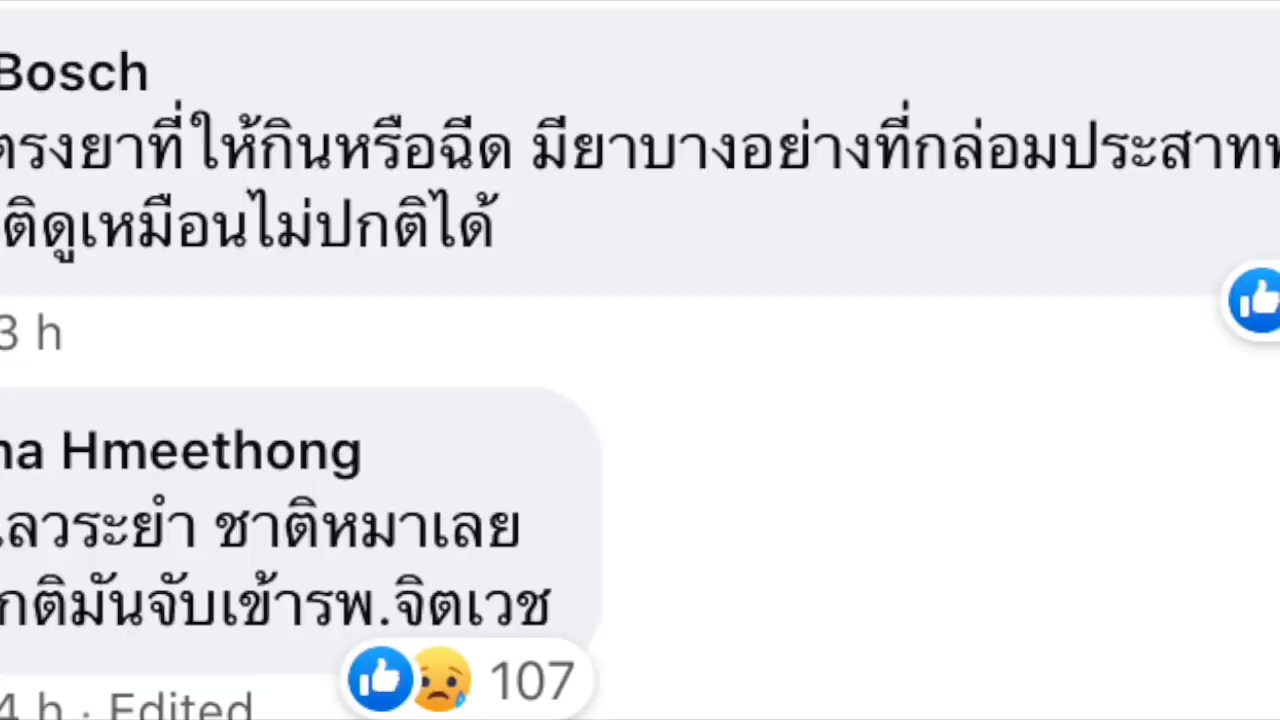 Bosch
ตรงยาที่ให้กินหรือฉีด มียาบางอย่างที่กล่อมประสาท
ติดูเหมือนไม่ปกติได้
3 h
na Hmeethong
เลวระยำ ชาติหมาเลย
กติมันจับเข้ารพ.จิตเวช
107
4 h · Edited